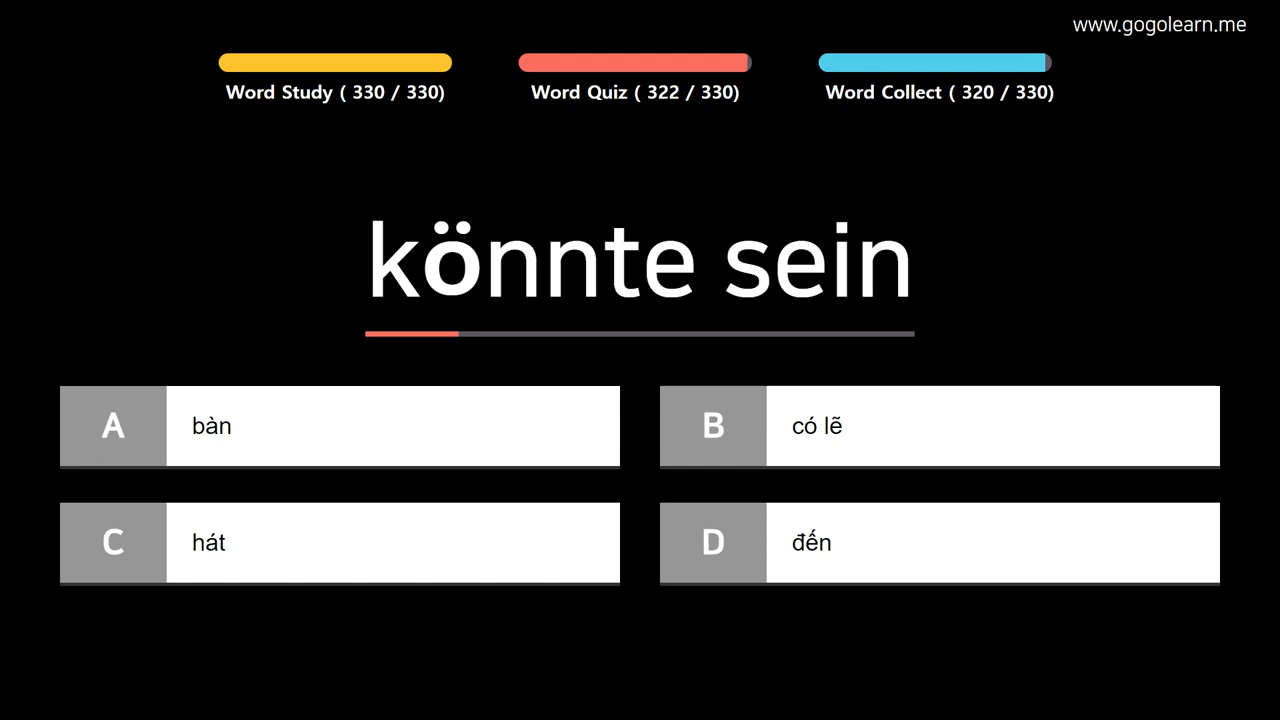 www.gogolearn.me
Word Study ( 330 / 330)
Word Quiz ( 322 / 330)
Word Collect ( 320 / 330)
könnte sein
A bàn
B có lẽ
C hát
D đến